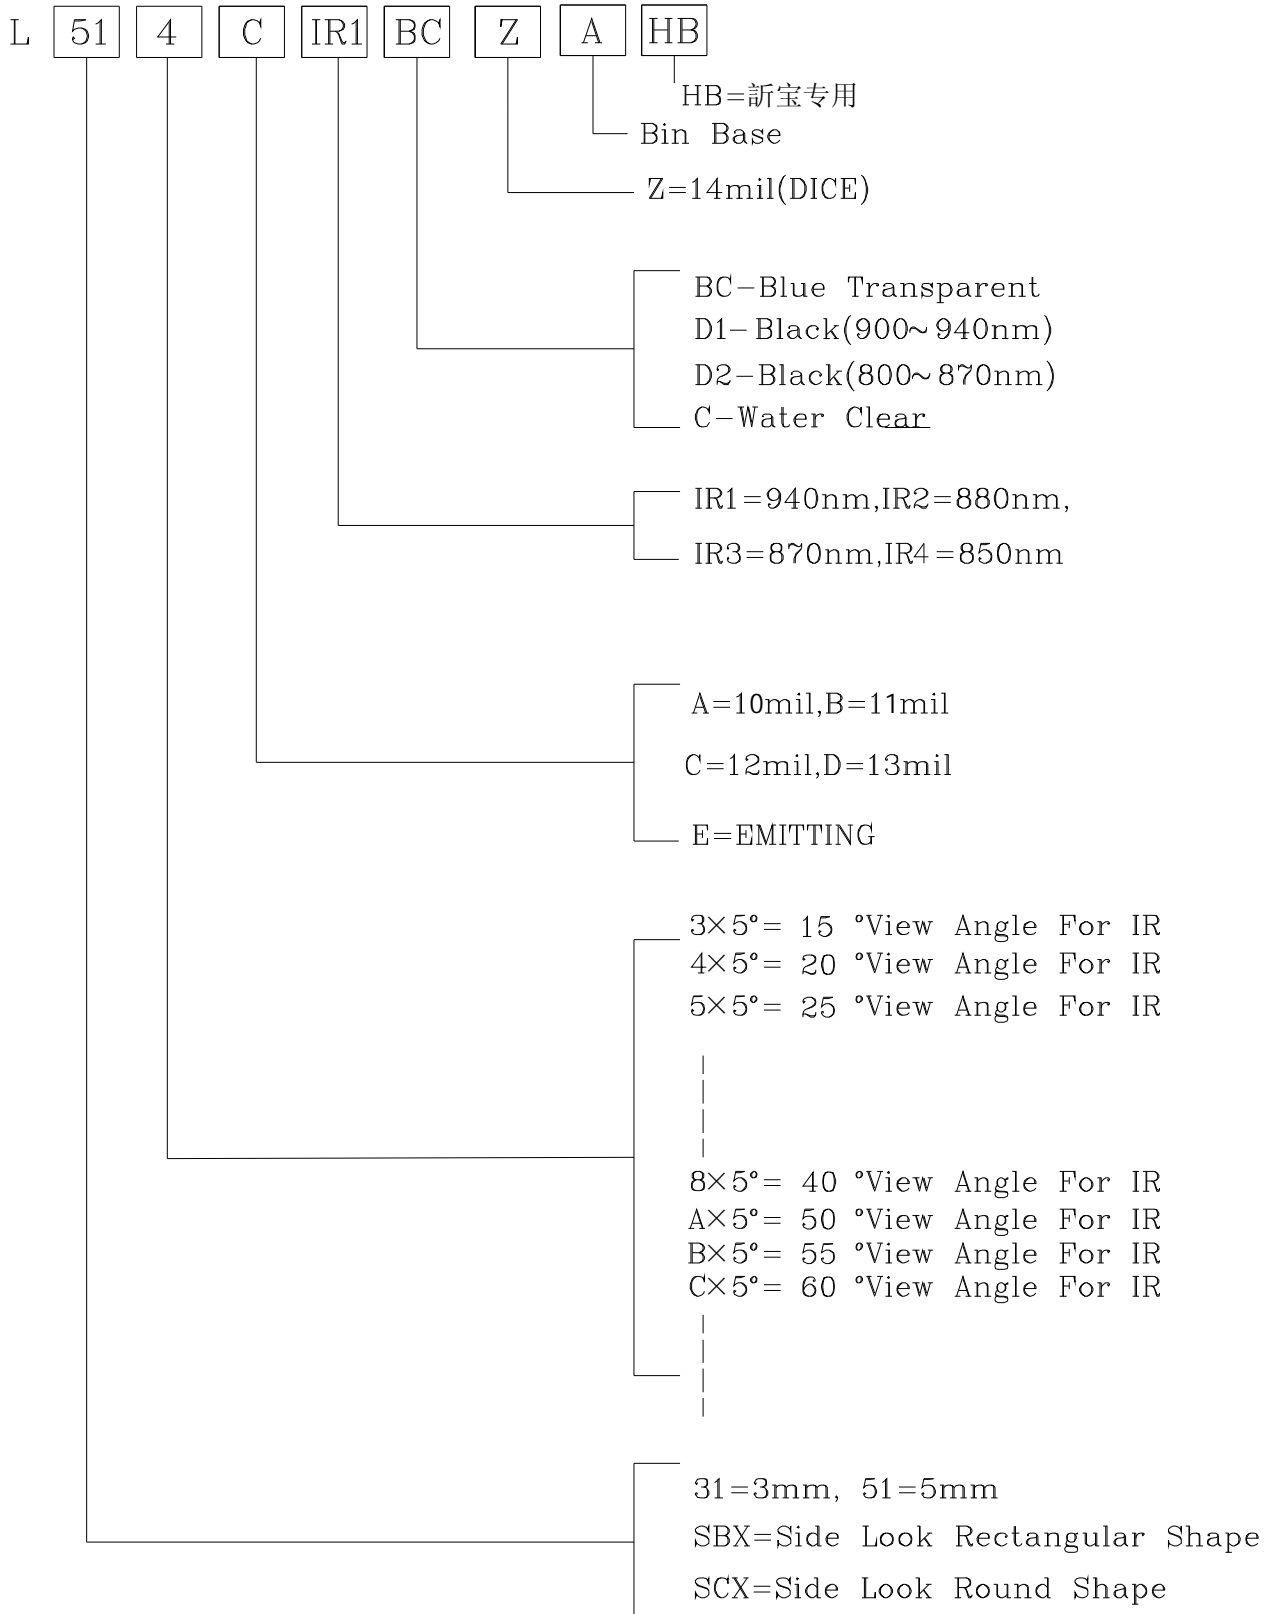 L 51 4 C IR1 BC Z A HB
HB=訢宝专用
Bin Base
Z=14mil(DICE)
BC-Blue Transparent
D1-Black(900~940nm)
D2-Black(800~870nm)
C-Water Clear
IR1=940nm,IR2=880nm,
IR3=870nm,IR4=850nm
A=10mil,B=11mil
C=12mil,D=13mil
E=EMITTING
3×5°= 15 °View Angle For IR
4×5°= 20 °View Angle For IR
5×5°= 25 °View Angle For IR
8×5°= 40 °View Angle For IR
A×5°= 50 °View Angle For IR
B×5°= 55 °View Angle For IR
C×5°= 60 °View Angle For IR
31=3mm, 51=5mm
SBX=Side Look Rectangular Shape
SCX=Side Look Round Shape